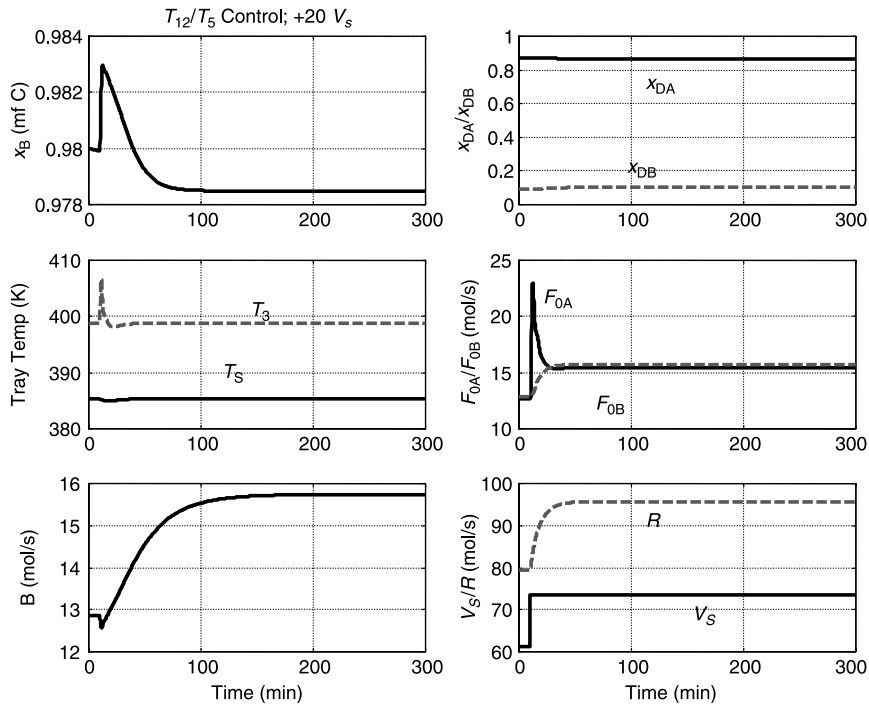 T12/T5 Control; +20 Vs
0.984
0.982
0.98
0.978
xB (mf C)
0 100 200 300
1
0.8
0.6
0.4
0.2
0
xDA/xDB
xDA
xDB
0 100 200 300
410
400
390
380
Tray Temp (K)
T3
TS
0 100 200 300
25
20
15
10
F0A/F0B (mol/s)
F0A
F0B
0 100 200 300
16
15
14
13
12
B (mol/s)
0 100 200 300
Time (min)
100
90
80
70
60
VS/R (mol/s)
R
VS
0 100 200 300
Time (min)